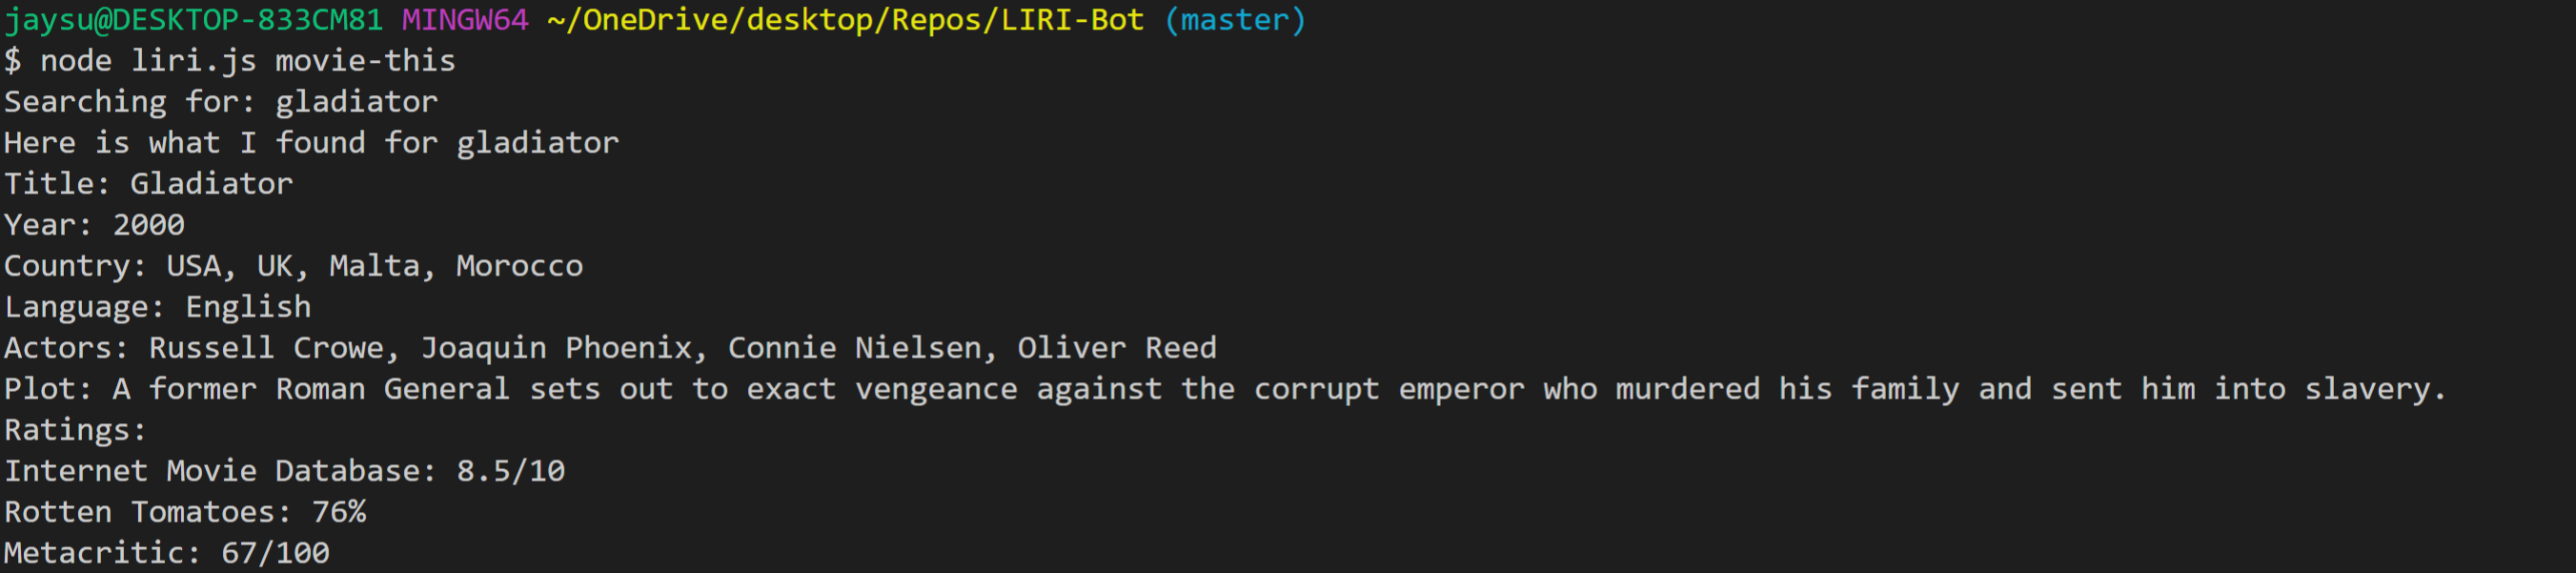 jaysu@DESKTOP-833CM81 MINGW64 ~/OneDrive/desktop/Repos/LIRI-Bot (master)
$ node liri.js movie-this
Searching for: gladiator
Here is what I found for gladiator
Title: Gladiator
Year: 2000
Country: USA, UK, Malta, Morocco
Language: English
Actors: Russell Crowe, Joaquin Phoenix, Connie Nielsen, Oliver Reed
Plot: A former Roman General sets out to exact vengeance against the corrupt emperor who murdered his family and sent him into slavery.
Ratings:
Internet Movie Database: 8.5/10
Rotten Tomatoes: 76%
Metacritic: 67/100